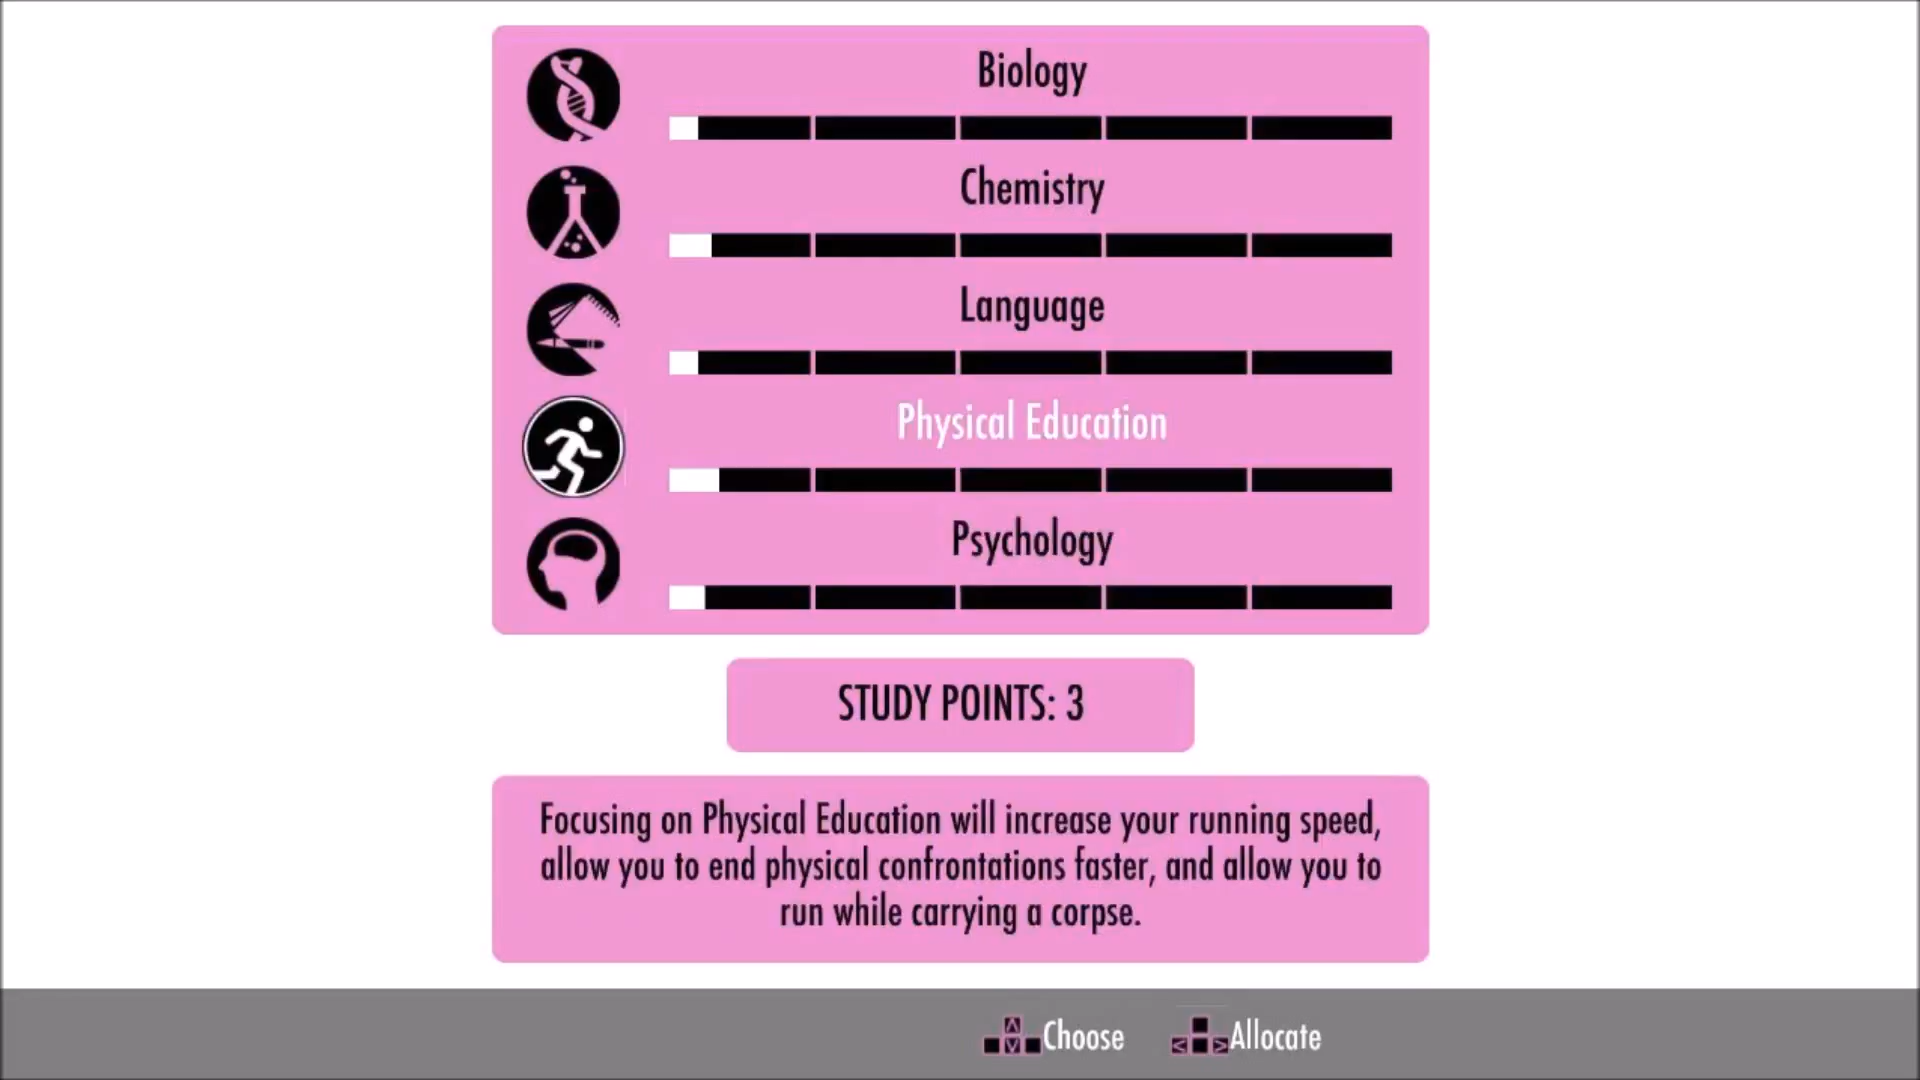 Biology
Chemistry
Language
Physical Education
Psychology
STUDY POINTS: 3
Focusing on Physical Education will increase your running speed,
allow you to end physical confrontations faster, and allow you to
run while carrying a corpse.
Choose
Allocate